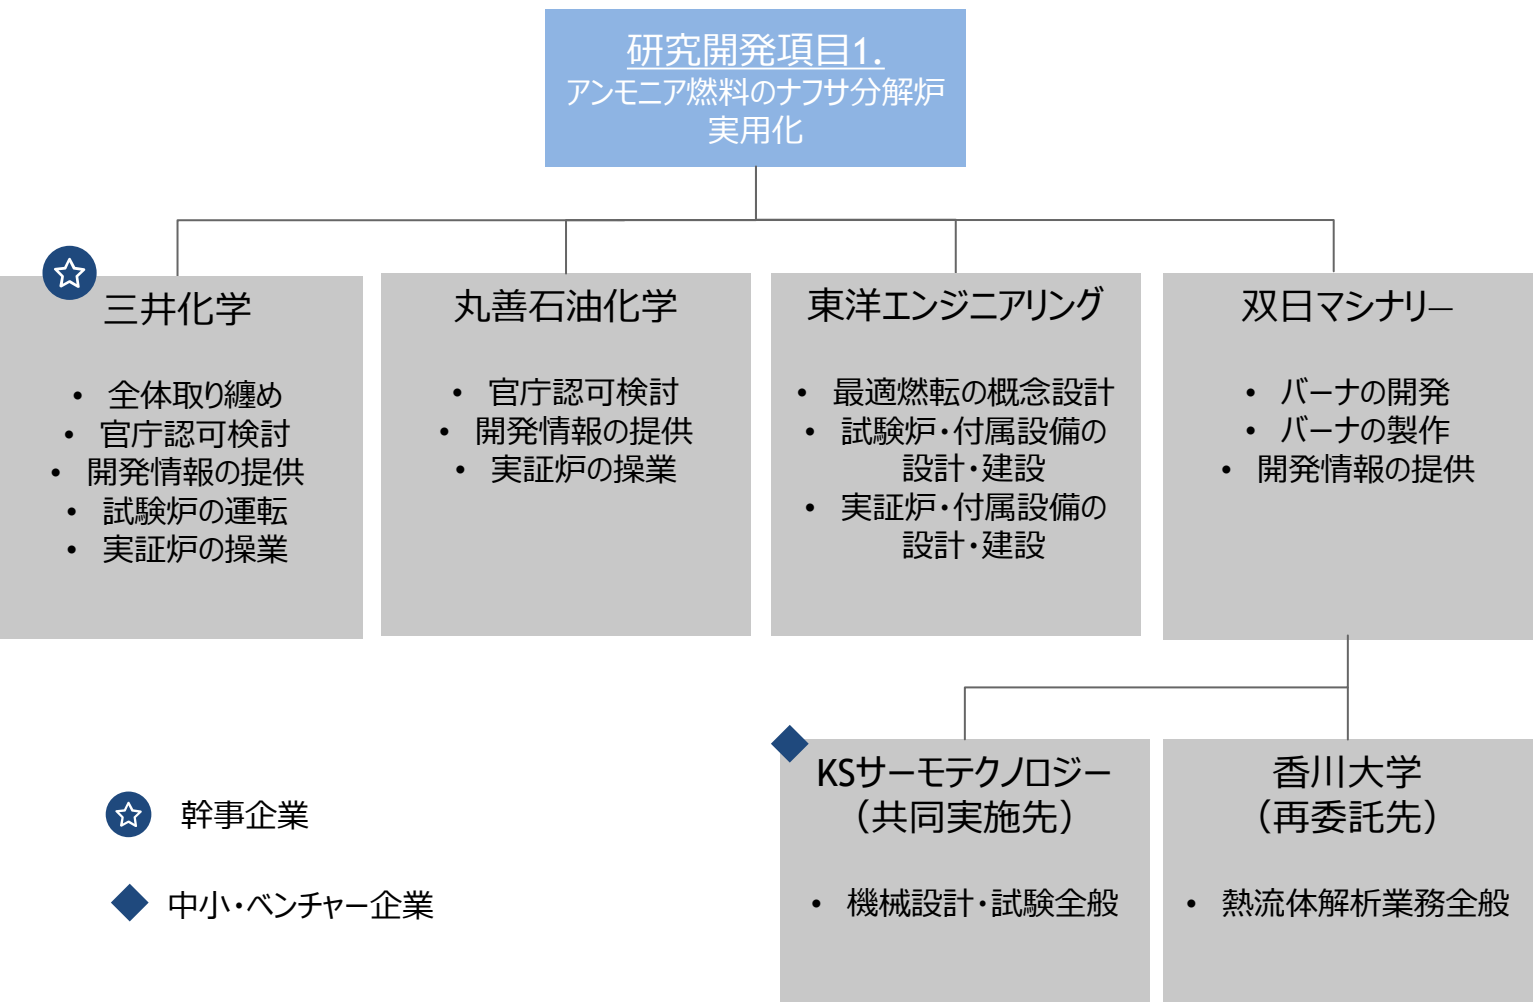 研究開発項目1.
アンモニア燃料のナフサ分解炉
実用化
三井化学
• 全体取り纏め
• 官庁認可検討
• 開発情報の提供
• 試験炉の運転
• 実証炉の操業
丸善石油化学
• 官庁認可検討
• 開発情報の提供
• 実証炉の操業
東洋エンジニアリング
• 最適燃転の概念設計
• 試験炉・付属設備の
設計・建設
• 実証炉・付属設備の
設計・建設
双日マシナリ―
• バーナの開発
• バーナの製作
• 開発情報の提供
KSサーモテクノロジー
（共同実施先）
• 機械設計・試験全般
香川大学
（再委託先）
• 熱流体解析業務全般
幹事企業
中小・ベンチャー企業